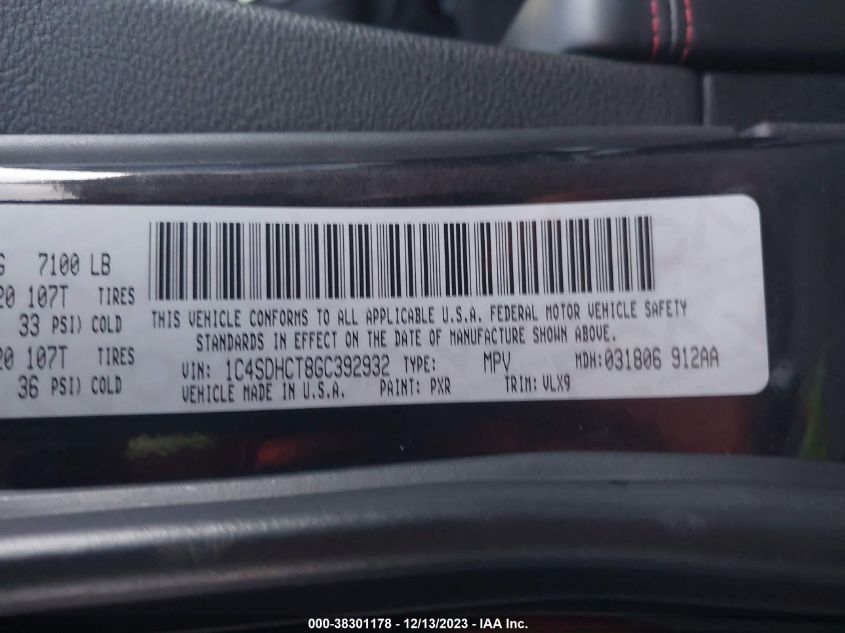 G 7100 LB
20 107T TIRES
33 PSI) COLD
20 107T TIRES
36 PSI) COLD
THIS VEHICLE CONFORMS TO ALL APPLICABLE U.S.A. FEDERAL MOTOR VEHICLE SAFETY
STANDARDS IN EFFECT ON THE DATE OF MANUFACTURE SHOWN ABOVE.
VIN: 1C4SDHCT8GC392932 TYPE: MPV MDH:031806 912AA
VEHICLE MADE IN U.S.A. PAINT: PXR TRIM: VLX9
000-38301178 - 12/13/2023 - IAA Inc.